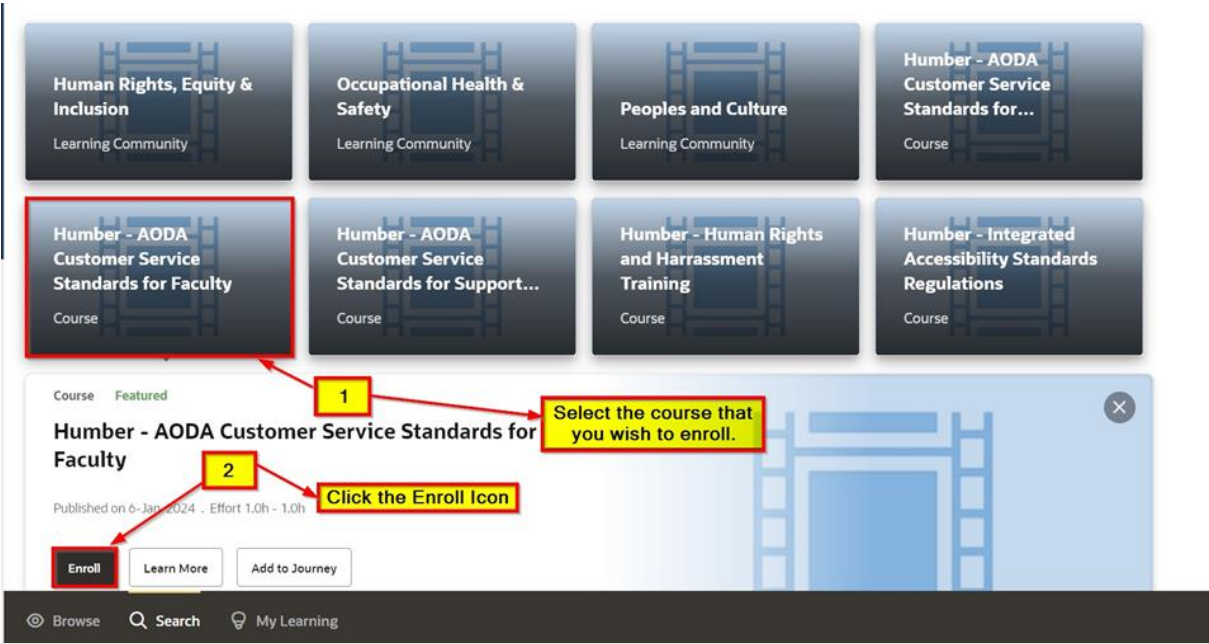 Human Rights, Equity &
Inclusion
Learning Community
Occupational Health &
Safety
Learning Community
Peoples and Culture
Learning Community
Humber - AODA
Customer Service
Standards for...
Course
Humber - AODA
Customer Service
Standards for Faculty
Course
Humber - AODA
Customer Service
Standards for Support...
Course
Humber - Human Rights
and Harrassment
Training
Course
Humber - Integrated
Accessibility Standards
Regulations
Course
Course Featured
1
Select the course that
you wish to enroll.
Humber - AODA Customer Service Standards for
Faculty
2
Click the Enroll Icon
Published on 6-Jan-2024 . Effort 1.0h - 1.0h
Enroll Learn More Add to Journey
Browse Search My Learning